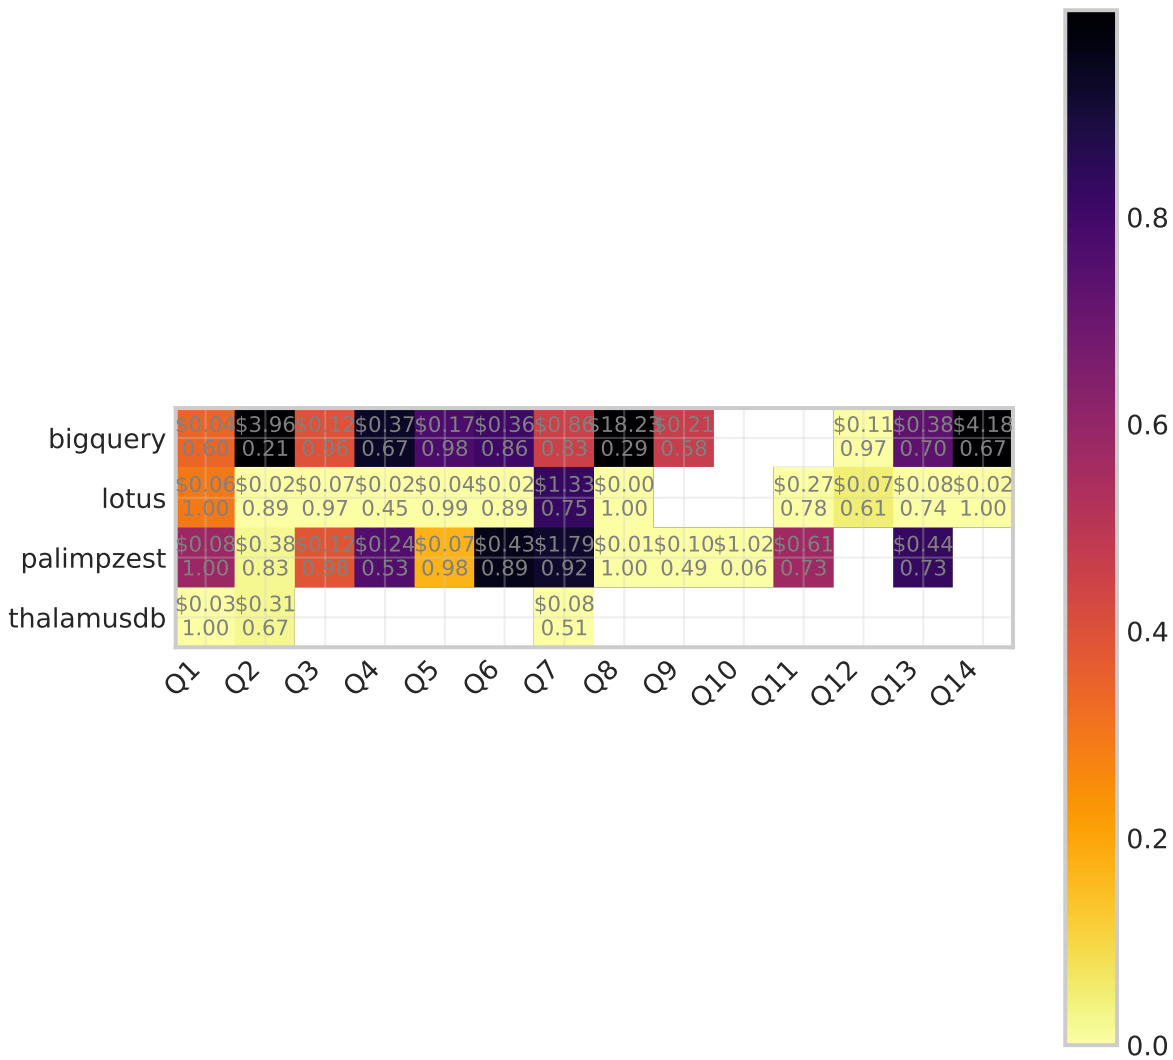 0.8
0.6
0.4
0.2
0.0
bigquery $0.04 $3.96 $0.12 $0.37 $0.17 $0.36 $0.86 $18.23 $0.21 $0.11 $0.38 $4.18
0.60 0.21 0.96 0.67 0.98 0.86 0.83 0.29 0.58 0.97 0.70 0.67
lotus $0.06 $0.02 $0.07 $0.02 $0.04 $0.02 $1.33 $0.00 $0.27 $0.07 $0.08 $0.02
1.00 0.89 0.97 0.45 0.99 0.89 0.75 1.00 0.78 0.61 0.74 1.00
palimpzest $0.08 $0.38 $0.12 $0.24 $0.07 $0.43 $1.79 $0.01 $0.10 $1.02 $0.61 $0.44
1.00 0.83 0.98 0.53 0.98 0.89 0.92 1.00 0.49 0.06 0.73 0.73
thalamusdb $0.03 $0.31 $0.08
1.00 0.67 0.51
Q1 Q2 Q3 Q4 Q5 Q6 Q7 Q8 Q9 Q10 Q11 Q12 Q13 Q14